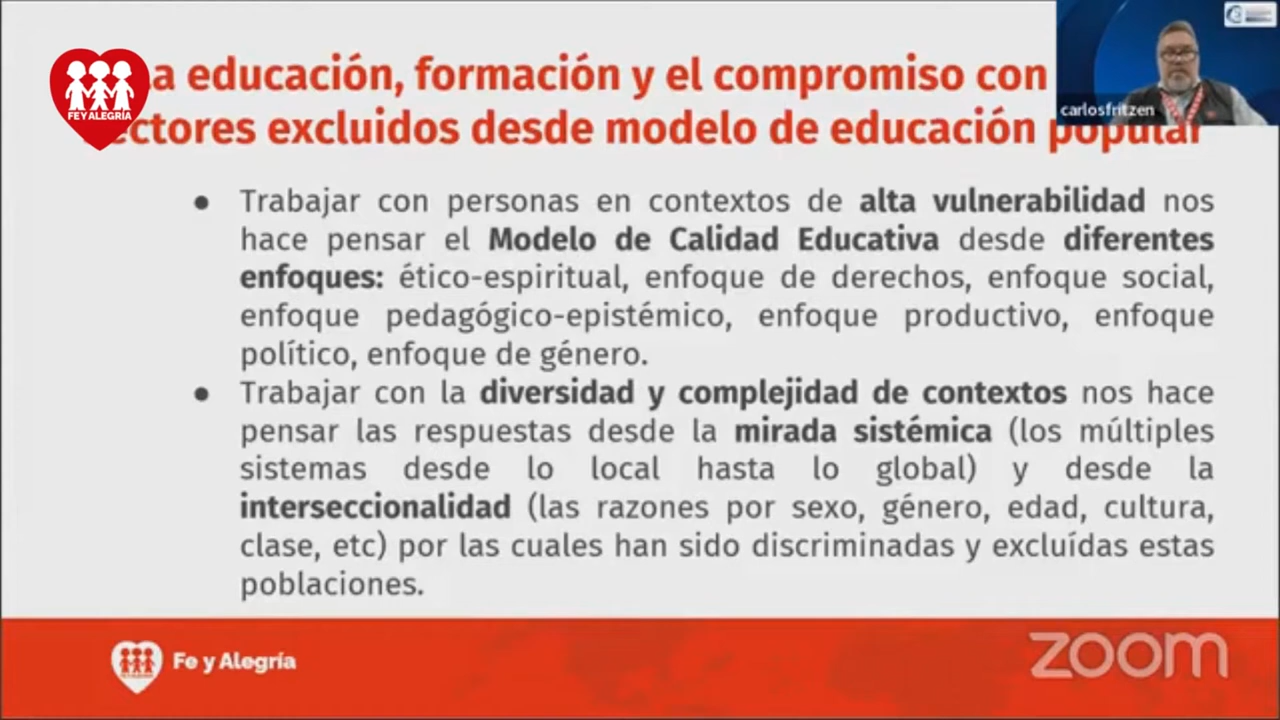 FE Y ALEGRÍA
a educación, formación y el compromiso con
ectores excluidos desde modelo de educación popular
carlosfritzen
● Trabajar con personas en contextos de alta vulnerabilidad nos
hace pensar el Modelo de Calidad Educativa desde diferentes
enfoques: ético-espiritual, enfoque de derechos, enfoque social,
enfoque pedagógico-epistémico, enfoque productivo, enfoque
político, enfoque de género.
● Trabajar con la diversidad y complejidad de contextos nos hace
pensar las respuestas desde la mirada sistémica (los múltiples
sistemas desde lo local hasta lo global) y desde la
interseccionalidad (las razones por sexo, género, edad, cultura,
clase, etc) por las cuales han sido discriminadas y excluídas estas
poblaciones.
Fe y Alegría
zoom